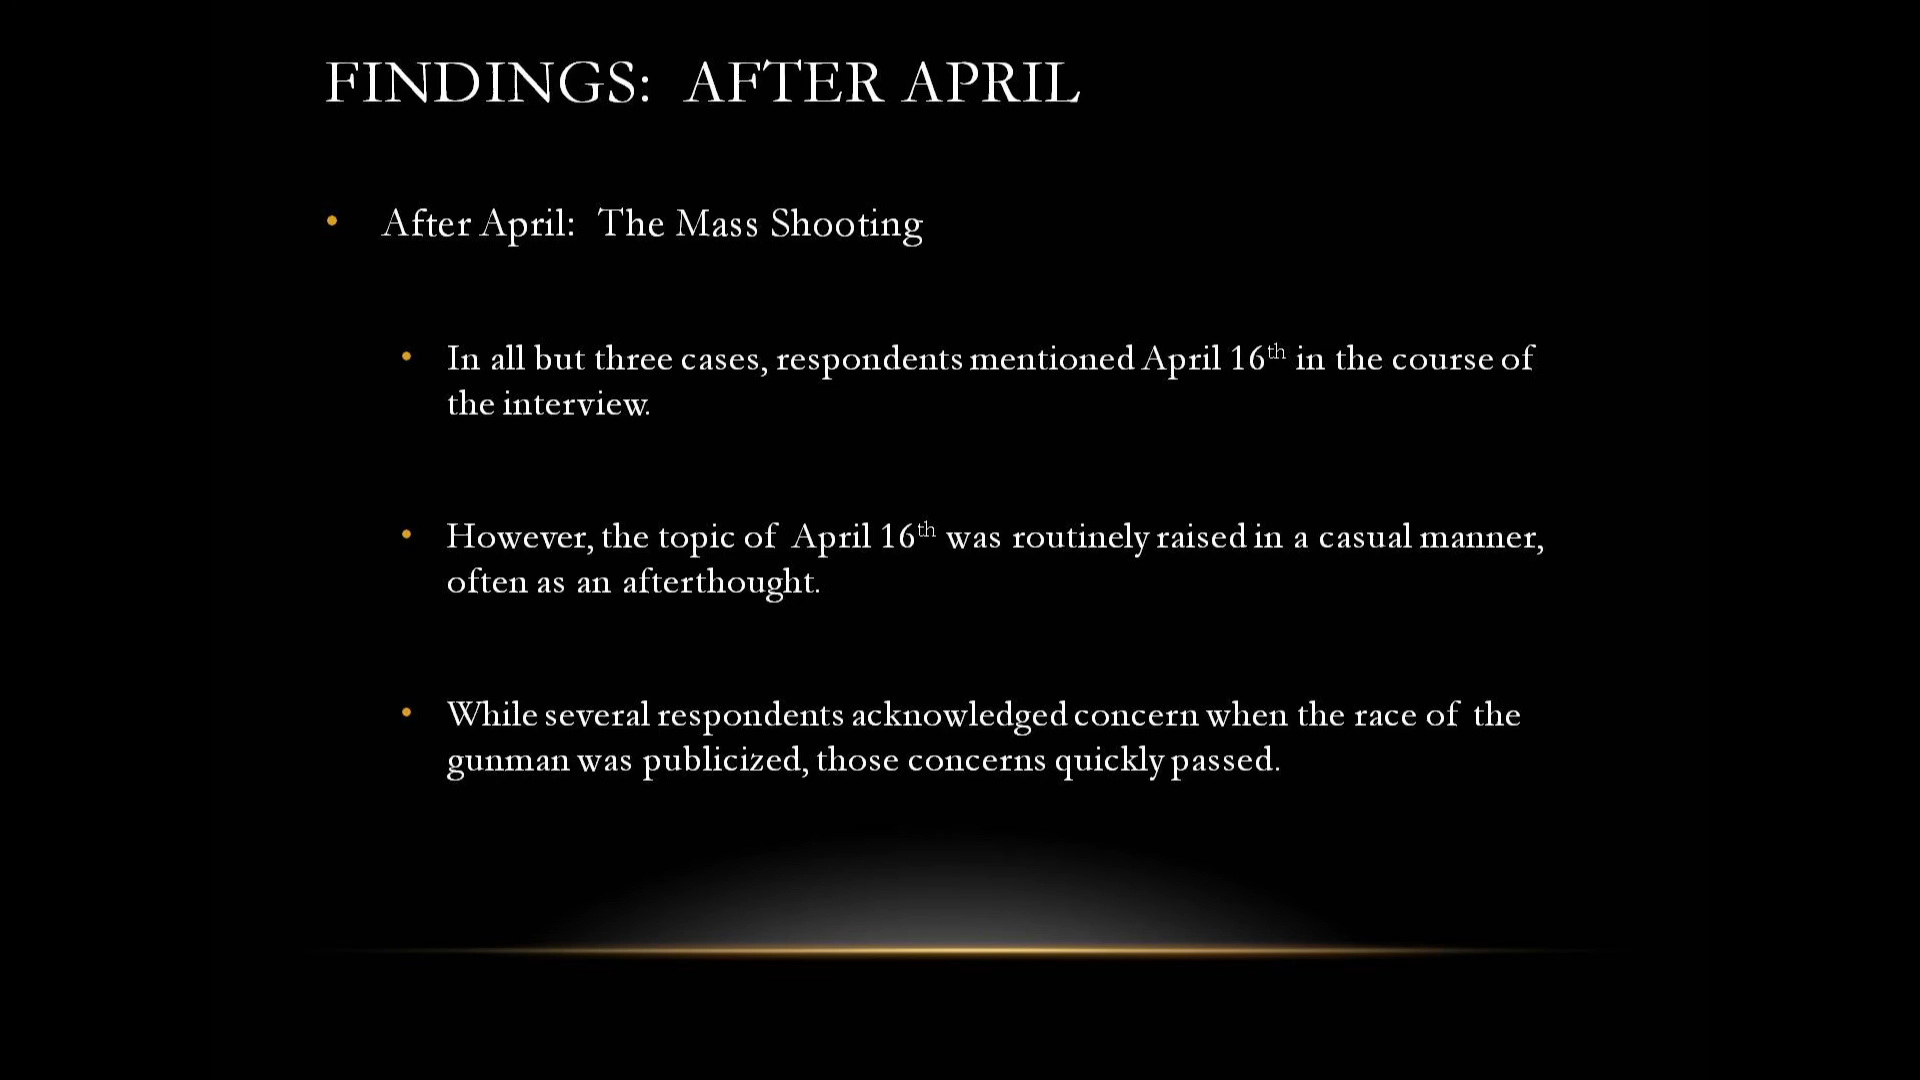 FINDINGS: AFTER APRIL
• After April: The Mass Shooting
• In all but three cases, respondents mentioned April 16th in the course of
the interview.
• However, the topic of April 16th was routinely raised in a casual manner,
often as an afterthought.
• While several respondents acknowledged concern when the race of the
gunman was publicized, those concerns quickly passed.